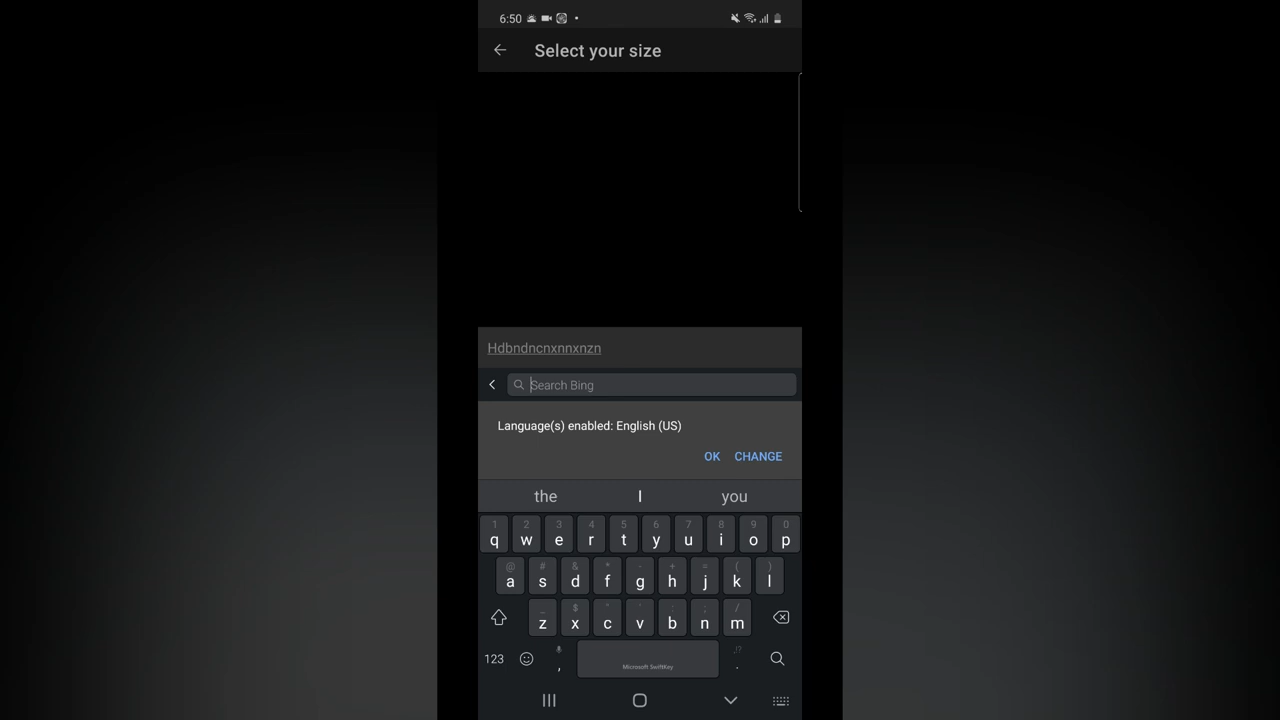 6:50
Select your size
Hdbndncnxnnxnzn
Search Bing
Language(s) enabled: English (US)
OK CHANGE
the I you
1 2 3 4 5 6 7 8 9 0
q w e r t y u i o p
@ # & * - + = ( )
a s d f g h j k l
_ $ " ' : ; /
z x c v b n m
123 , Microsoft SwiftKey ,!? .